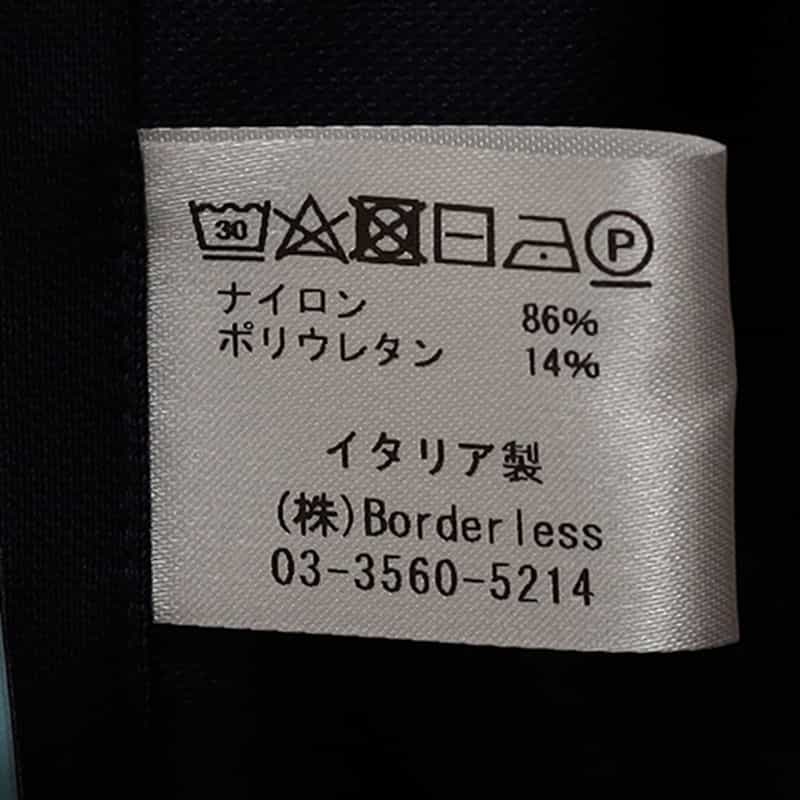 30 P
ナイロン 86%
ポリウレタン 14%
イタリア製
(株)Borderless
03-3560-5214